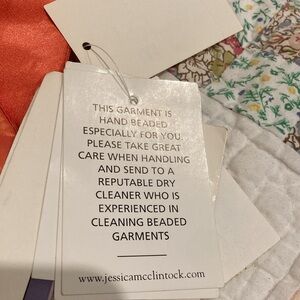 THIS GARMENT IS
HAND BEADED
ESPECIALLY FOR YOU.
PLEASE TAKE GREAT
CARE WHEN HANDLING
AND SEND TO A
REPUTABLE DRY
CLEANER WHO IS
EXPERIENCED IN
CLEANING BEADED
GARMENTS
www.jessicamcclintock.com